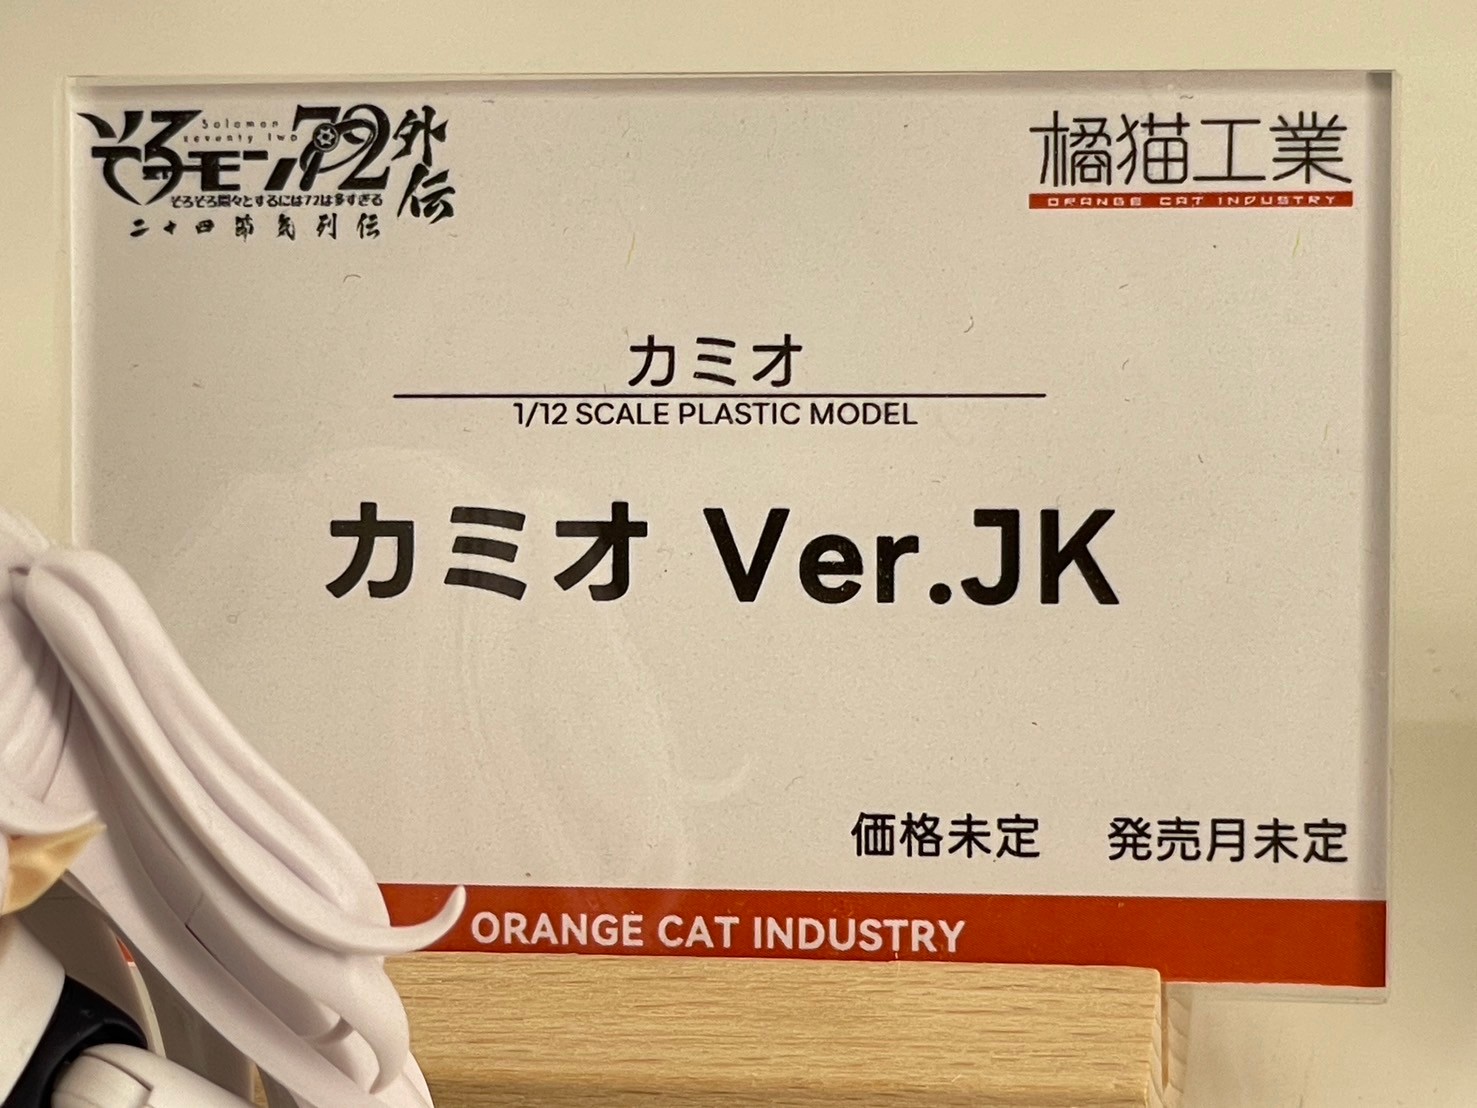 そろモン72外伝
Solomon seventy two
そろそろ悶々とするには72は多すぎる
二十四節気列伝
橘猫工業
ORANGE CAT INDUSTRY
カミオ
1/12 SCALE PLASTIC MODEL
カミオ Ver.JK
価格未定 発売月未定
ORANGE CAT INDUSTRY